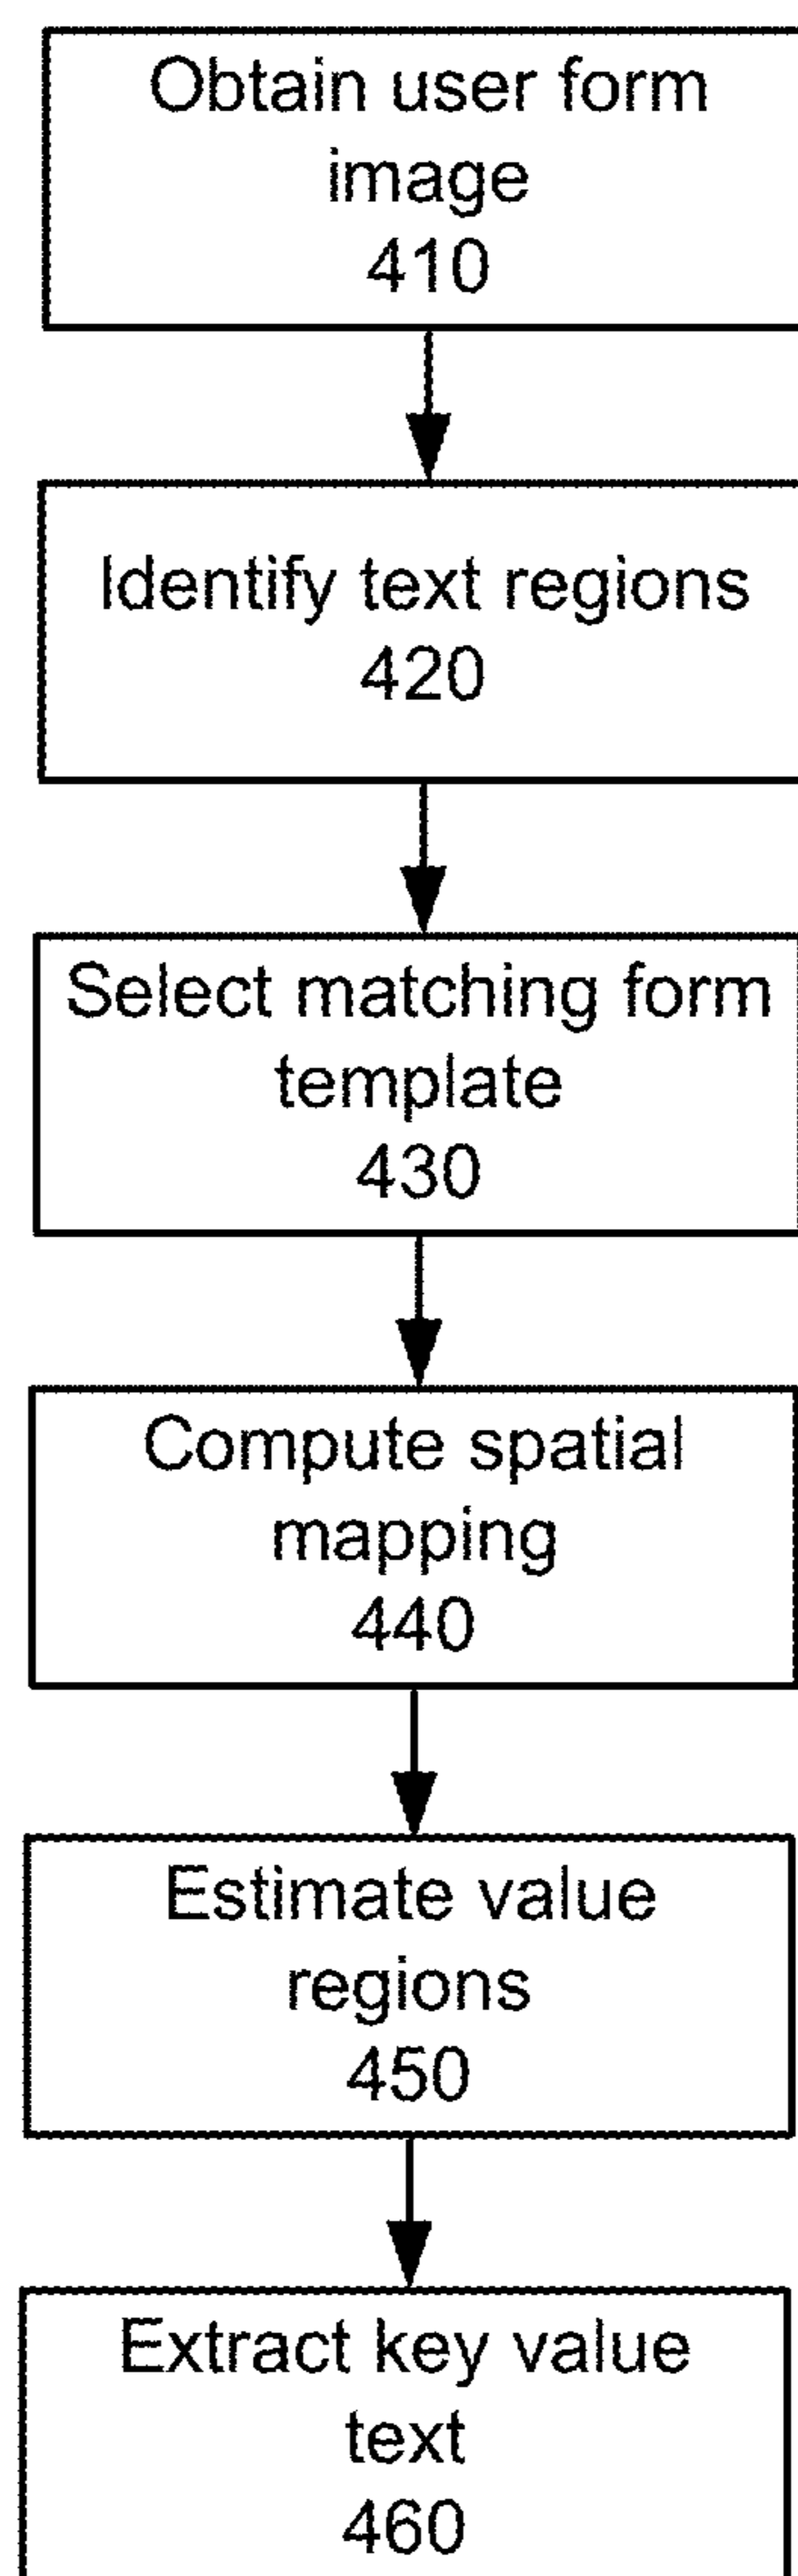 Obtain user form
image
410
Identify text regions
420
Select matching form
template
430
Compute spatial
mapping
440
Estimate value
regions
450
Extract key value
text
460